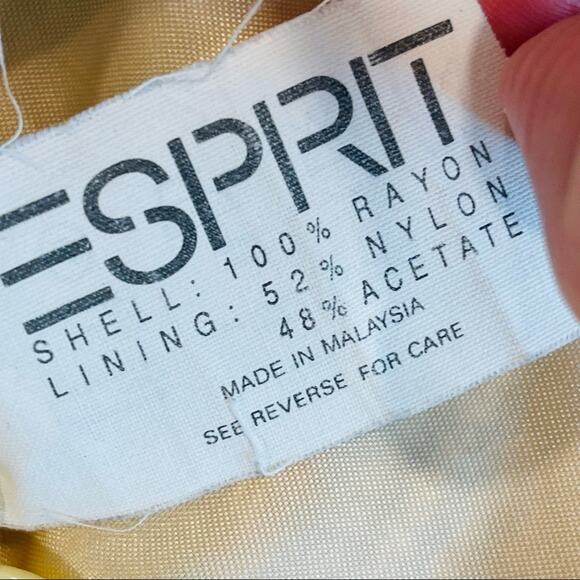 ESPRIT
SHELL: 100% RAYON
LINING: 52% NYLON
48% ACETATE
MADE IN MALAYSIA
SEE REVERSE FOR CARE